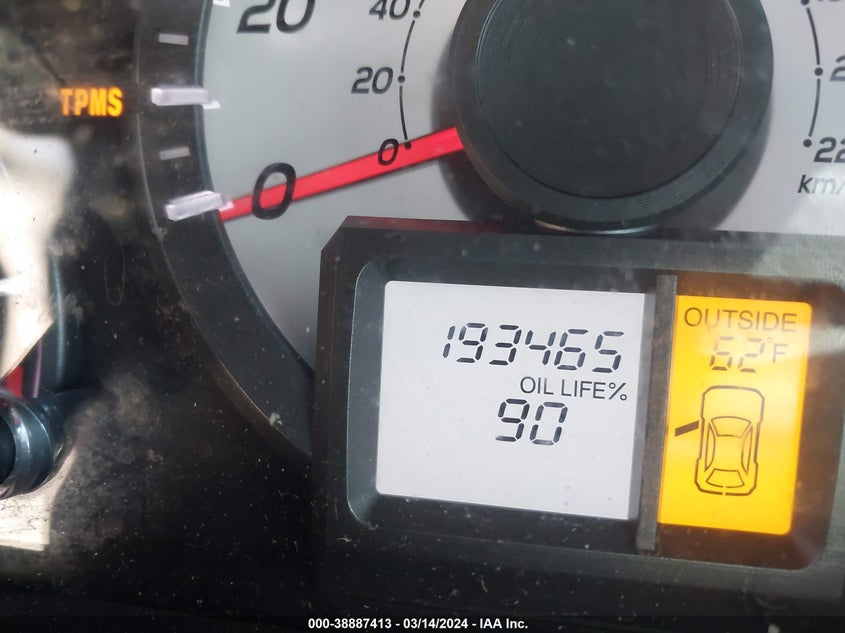 20
40
20
TPMS
0
0
22
km/
193465
OIL LIFE%
90
OUTSIDE
62°F
000-38887413 - 03/14/2024 - IAA Inc.